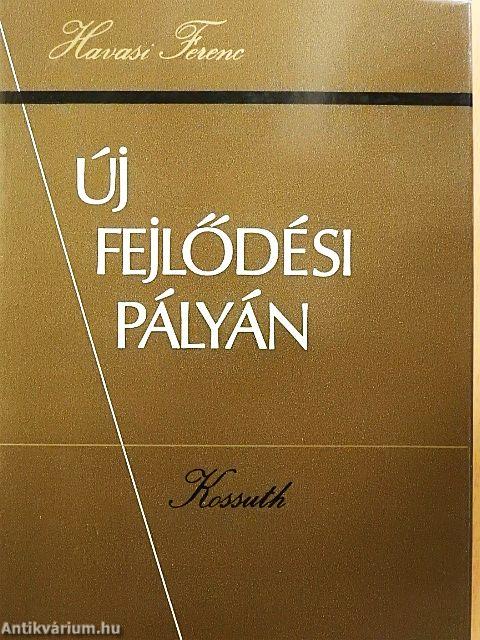 Havasi Ferenc
ÚJ
FEJLŐDÉSI
PÁLYÁN
Kossuth
Antikvárium.hu